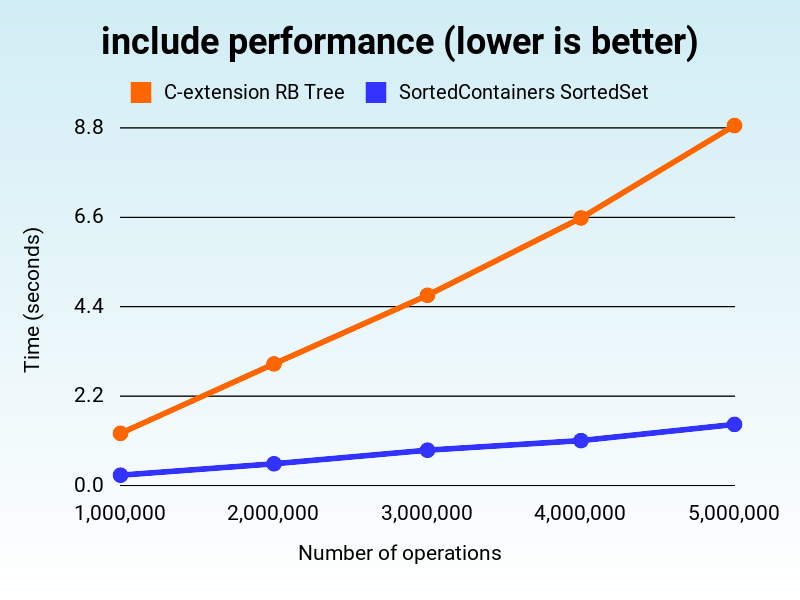 include performance (lower is better)
C-extension RB Tree SortedContainers SortedSet
8.8
6.6
4.4
2.2
0.0
Time (seconds)
1,000,000 2,000,000 3,000,000 4,000,000 5,000,000
Number of operations